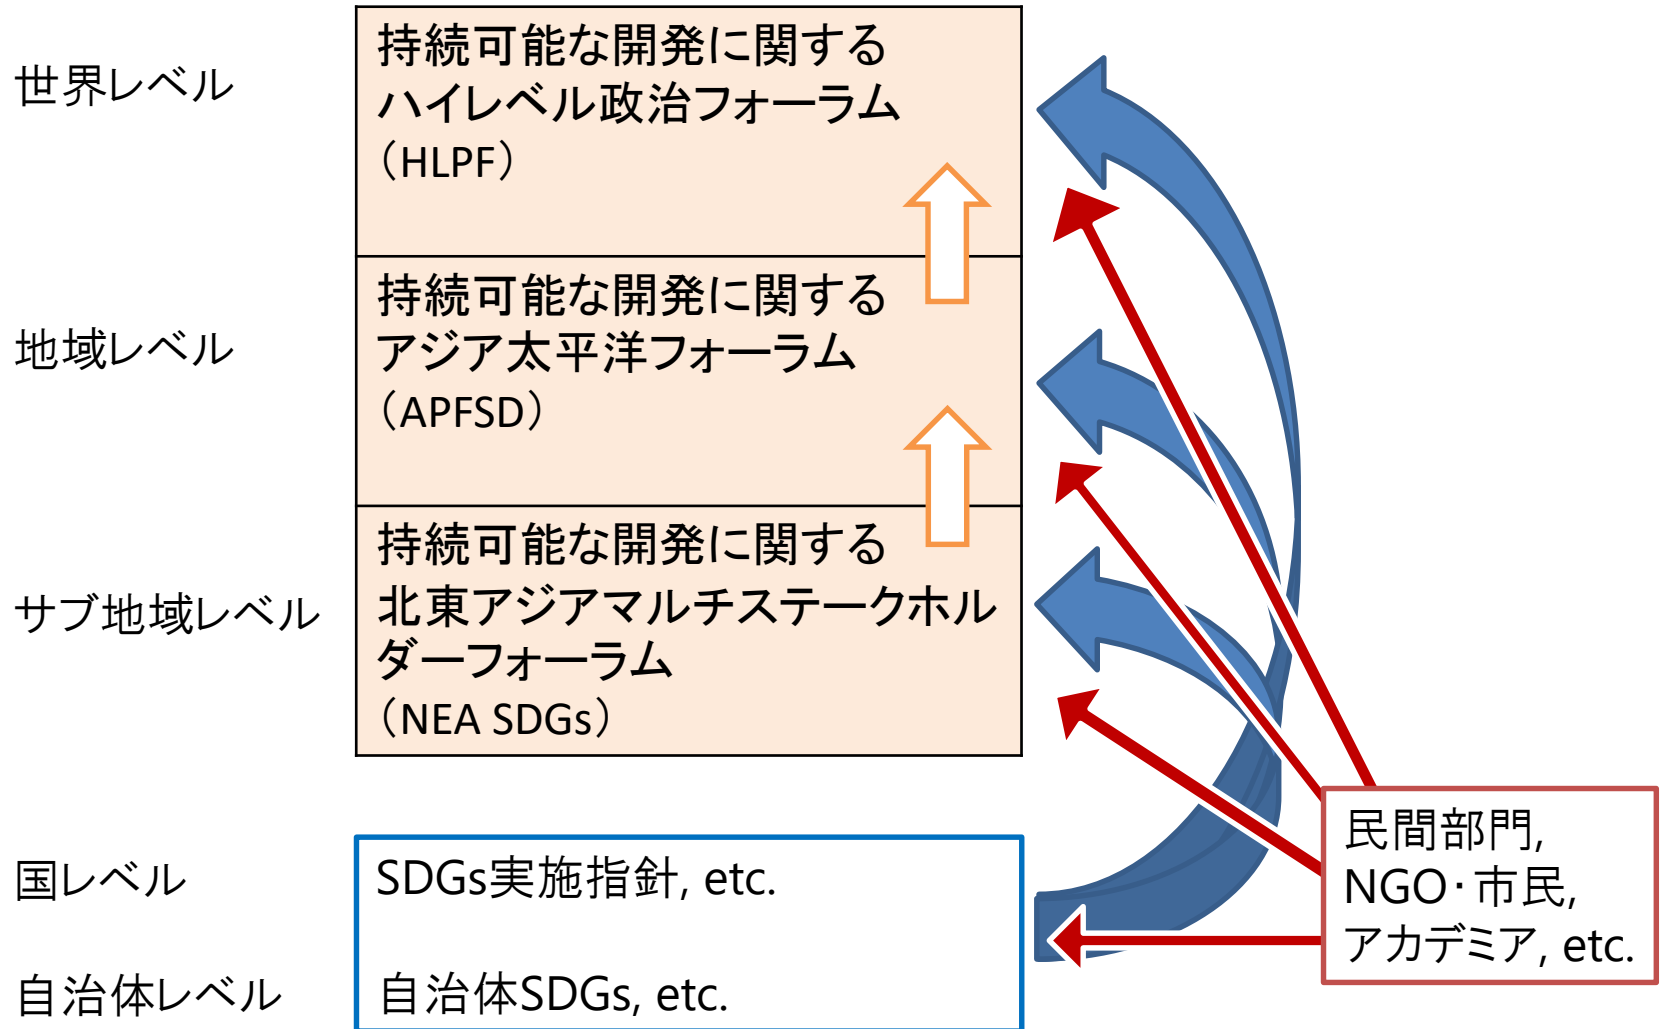 世界レベル
持続可能な開発に関する
ハイレベル政治フォーラム
（HLPF）
地域レベル
持続可能な開発に関する
アジア太平洋フォーラム
（APFSD）
サブ地域レベル
持続可能な開発に関する
北東アジアマルチステークホル
ダーフォーラム
（NEA SDGs）
国レベル
SDGs実施指針, etc.
自治体レベル
自治体SDGs, etc.
民間部門,
NGO・市民,
アカデミア, etc.